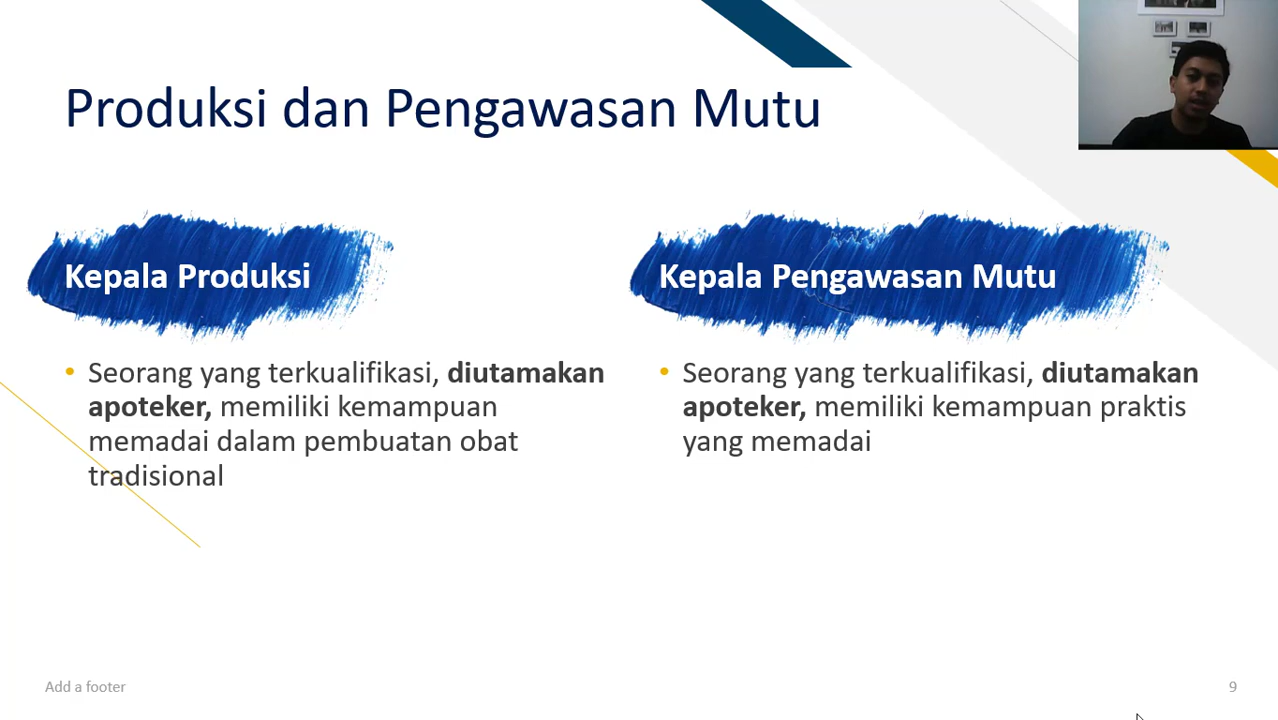 Produksi dan Pengawasan Mutu
Kepala Produksi
• Seorang yang terkualifikasi, diutamakan
apoteker, memiliki kemampuan
memadai dalam pembuatan obat
tradisional
Kepala Pengawasan Mutu
• Seorang yang terkualifikasi, diutamakan
apoteker, memiliki kemampuan praktis
yang memadai
Add a footer
9